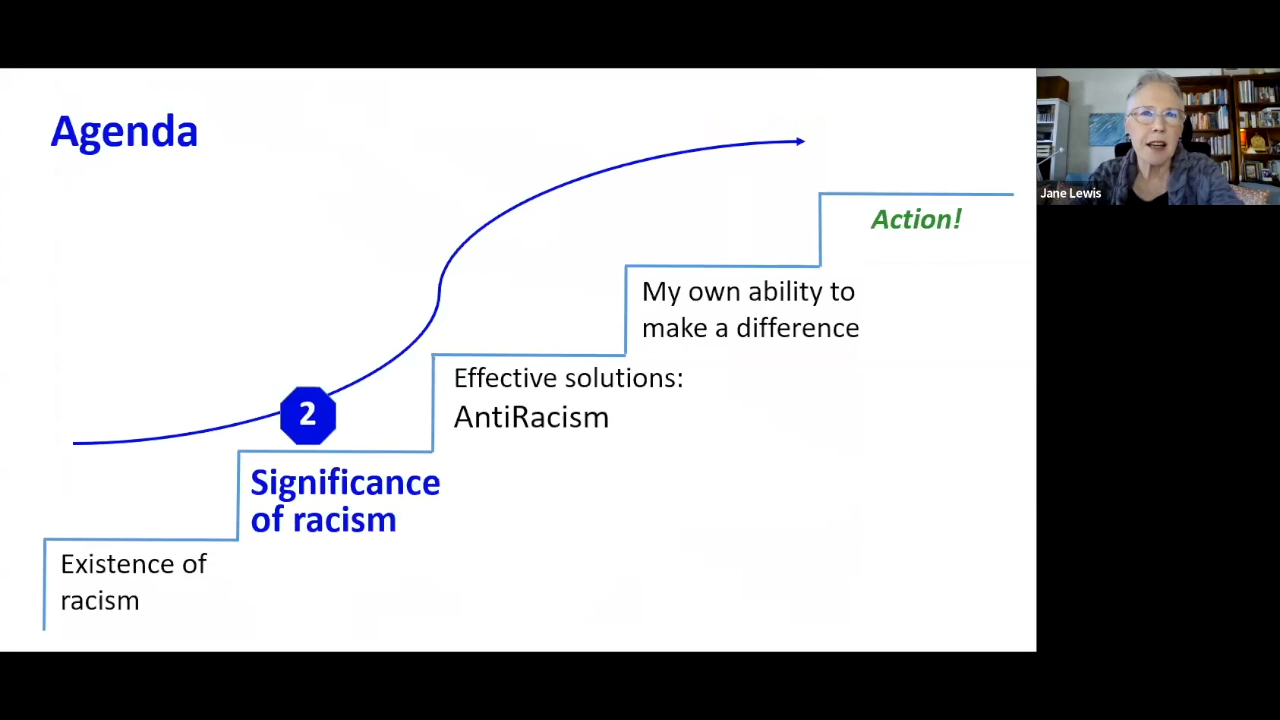 Agenda
Jane Lewis
Action!
My own ability to
make a difference
Effective solutions:
AntiRacism
2
Significance
of racism
Existence of
racism